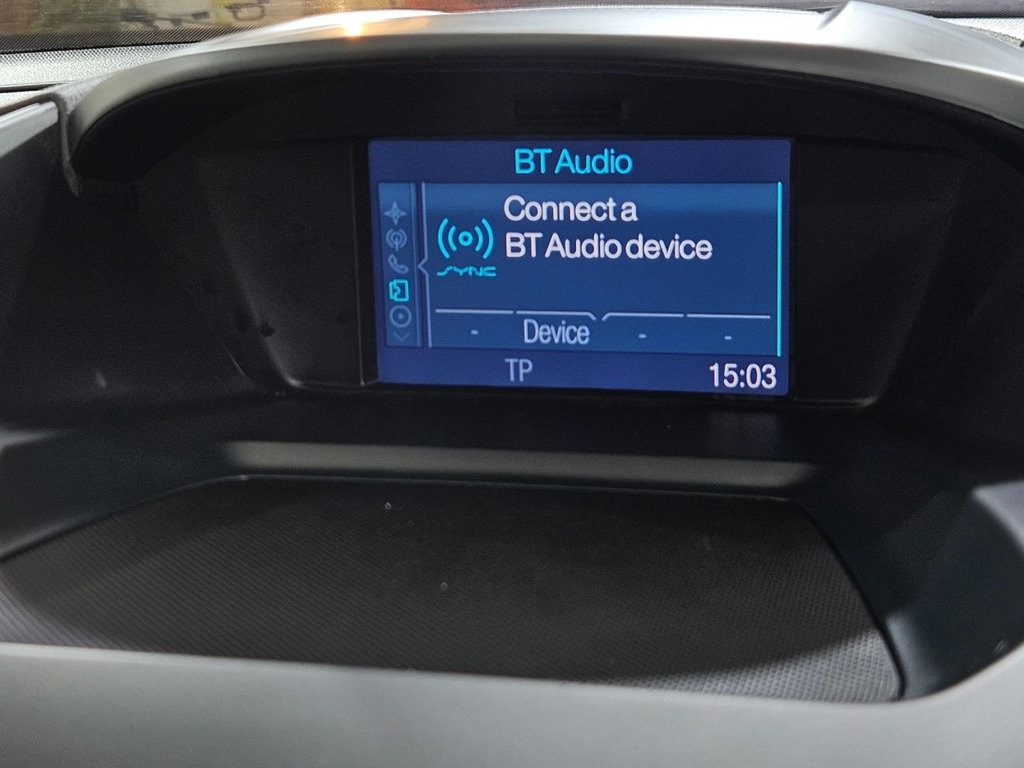 BT Audio
Connect a
BT Audio device
SYNC
- Device - -
TP 15:03